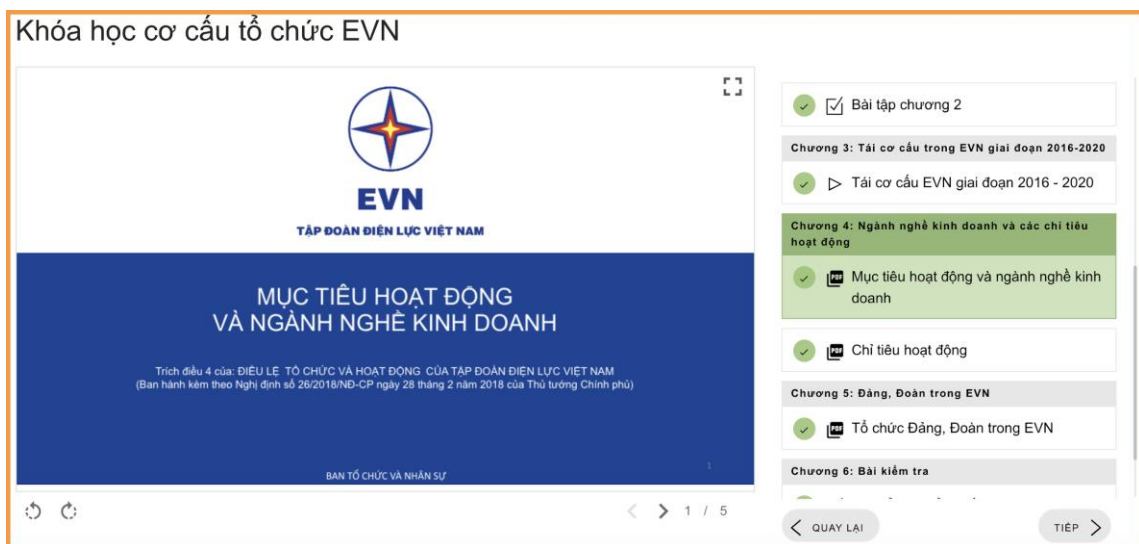 Khóa học cơ cấu tổ chức EVN
EVN
TẬP ĐOÀN ĐIỆN LỰC VIỆT NAM
MỤC TIÊU HOẠT ĐỘNG
VÀ NGÀNH NGHỀ KINH DOANH
Trích điều 4 của: ĐIỀU LỆ TỔ CHỨC VÀ HOẠT ĐỘNG CỦA TẬP ĐOÀN ĐIỆN LỰC VIỆT NAM
(Ban hành kèm theo Nghị định số 26/2018/NĐ-CP ngày 28 tháng 2 năm 2018 của Thủ tướng Chính phủ)
BAN TỔ CHỨC VÀ NHÂN SỰ
1
1 / 5
Bài tập chương 2
Chương 3: Tái cơ cấu trong EVN giai đoạn 2016-2020
Tái cơ cấu EVN giai đoạn 2016 - 2020
Chương 4: Ngành nghề kinh doanh và các chỉ tiêu
hoạt động
PDF
Mục tiêu hoạt động và ngành nghề kinh
doanh
PDF
Chỉ tiêu hoạt động
Chương 5: Đảng, Đoàn trong EVN
PDF
Tổ chức Đảng, Đoàn trong EVN
Chương 6: Bài kiểm tra
QUAY LẠI
TIẾP